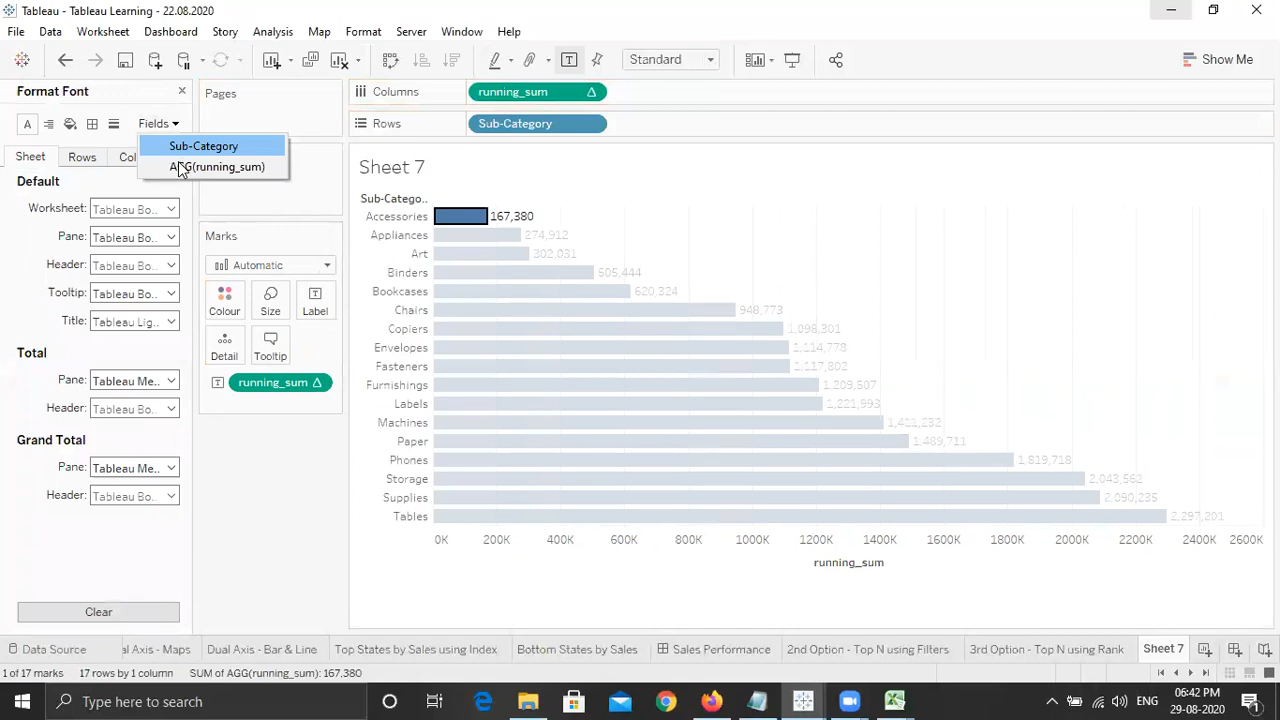 Tableau - Tableau Learning - 22.08.2020
File Data Worksheet Dashboard Story Analysis Map Format Server Window Help
Standard
Show Me
Format Font
Fields
Sub-Category
AGG(running_sum)
Sheet Rows
Default
Worksheet: Tableau Bo..
Pane: Tableau Bo..
Header: Tableau Bo..
Tooltip: Tableau Bo..
Title: Tableau Lig..
Total
Pane: Tableau Me..
Header: Tableau Bo..
Grand Total
Pane: Tableau Me..
Header: Tableau Bo..
Clear
Pages
Marks
Automatic
Colour Size Label
Detail Tooltip
running_sum
Columns running_sum
Rows Sub-Category
Sheet 7
Sub-Catego..
Accessories 167,380
Appliances 274,912
Art 302,031
Binders 505,444
Bookcases 620,324
Chairs 948,773
Copiers 1,098,301
Envelopes 1,114,778
Fasteners 1,117,802
Furnishings 1,209,507
Labels 1,221,993
Machines 1,411,232
Paper 1,489,711
Phones 1,819,718
Storage 2,043,562
Supplies 2,090,235
Tables 2,297,201
0K 200K 400K 600K 800K 1000K 1200K 1400K 1600K 1800K 2000K 2200K 2400K 2600K
running_sum
Data Source al Axis - Maps Dual Axis - Bar & Line Top States by Sales using Index Bottom States by Sales Sales Performance 2nd Option - Top N using Filters 3rd Option - Top N using Rank Sheet 7
1 of 17 marks 17 rows by 1 column SUM of AGG(running_sum): 167,380
Type here to search
ENG
06:42 PM
29-08-2020